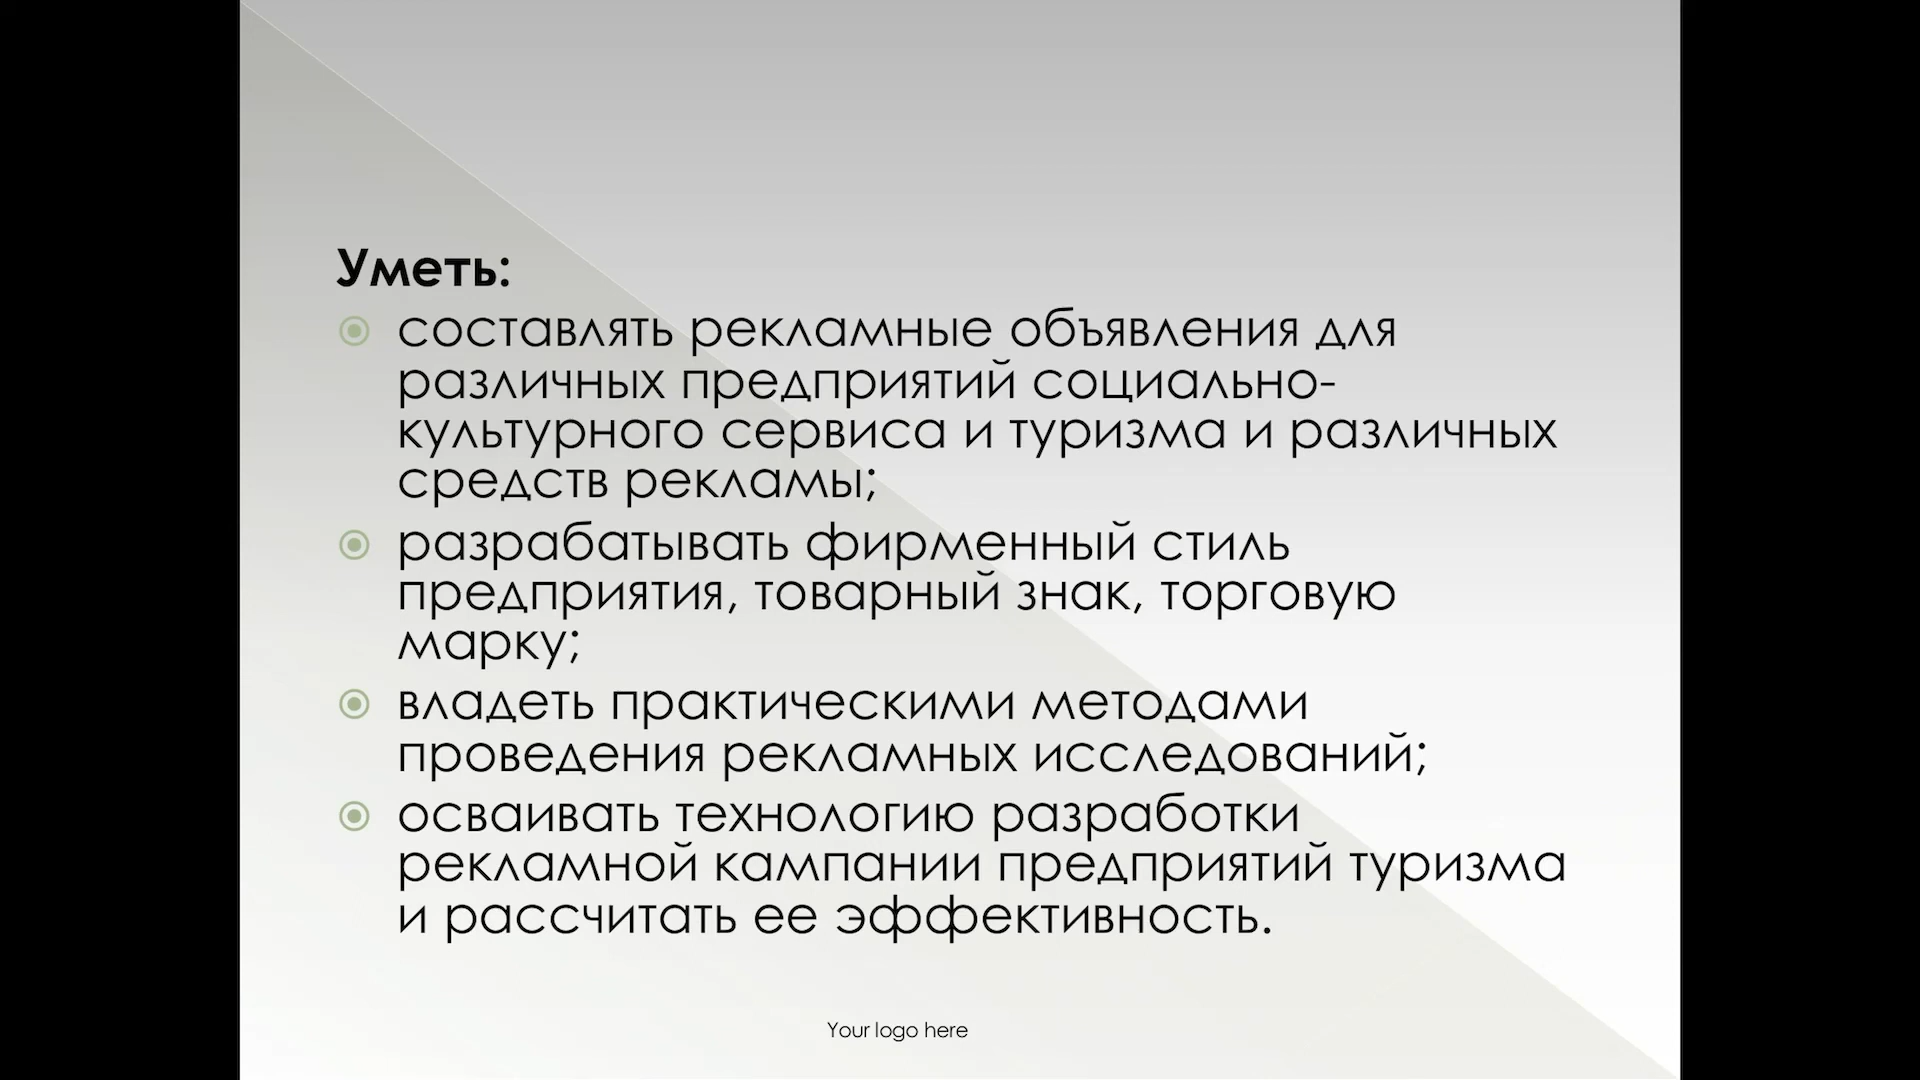 Уметь:
составлять рекламные объявления для
различных предприятий социально-
культурного сервиса и туризма и различных
средств рекламы;
разрабатывать фирменный стиль
предприятия, товарный знак, торговую
марку;
владеть практическими методами
проведения рекламных исследований;
осваивать технологию разработки
рекламной кампании предприятий туризма
и рассчитать ее эффективность.
Your logo here